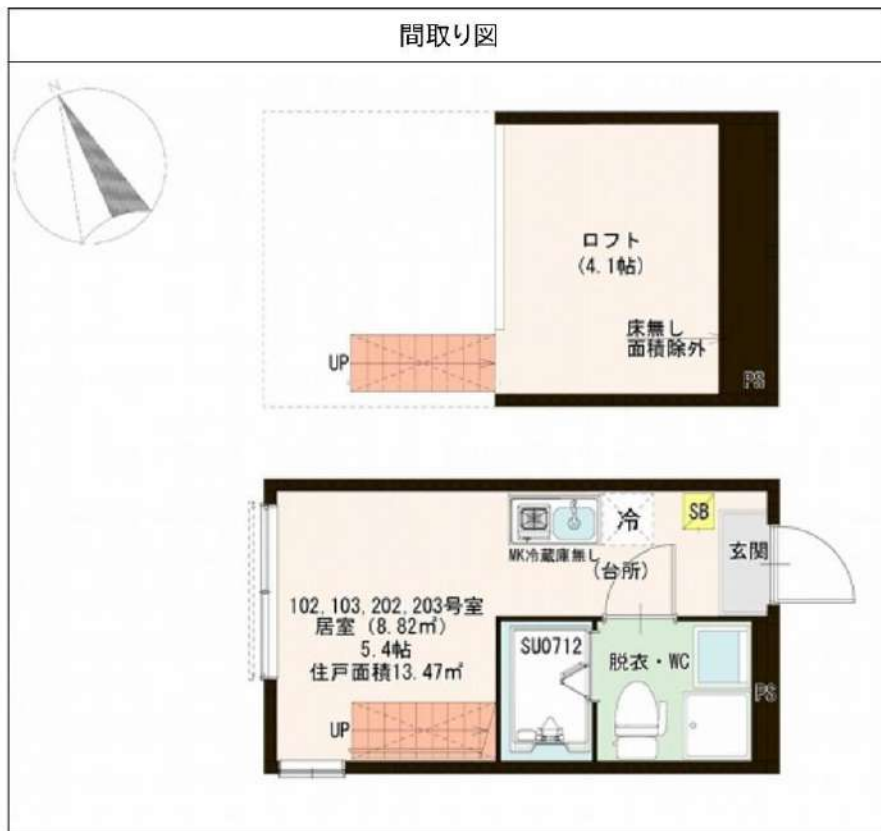 間取り図
N
ロフト
(4.1帖)
床無し
面積除外
UP
PS
冷
SB
玄関
MK冷蔵庫無し
(台所)
102,103,202,203号室
居室 (8.82㎡)
5.4帖
住戸面積13.47㎡
SU0712
脱衣・WC
PS
UP